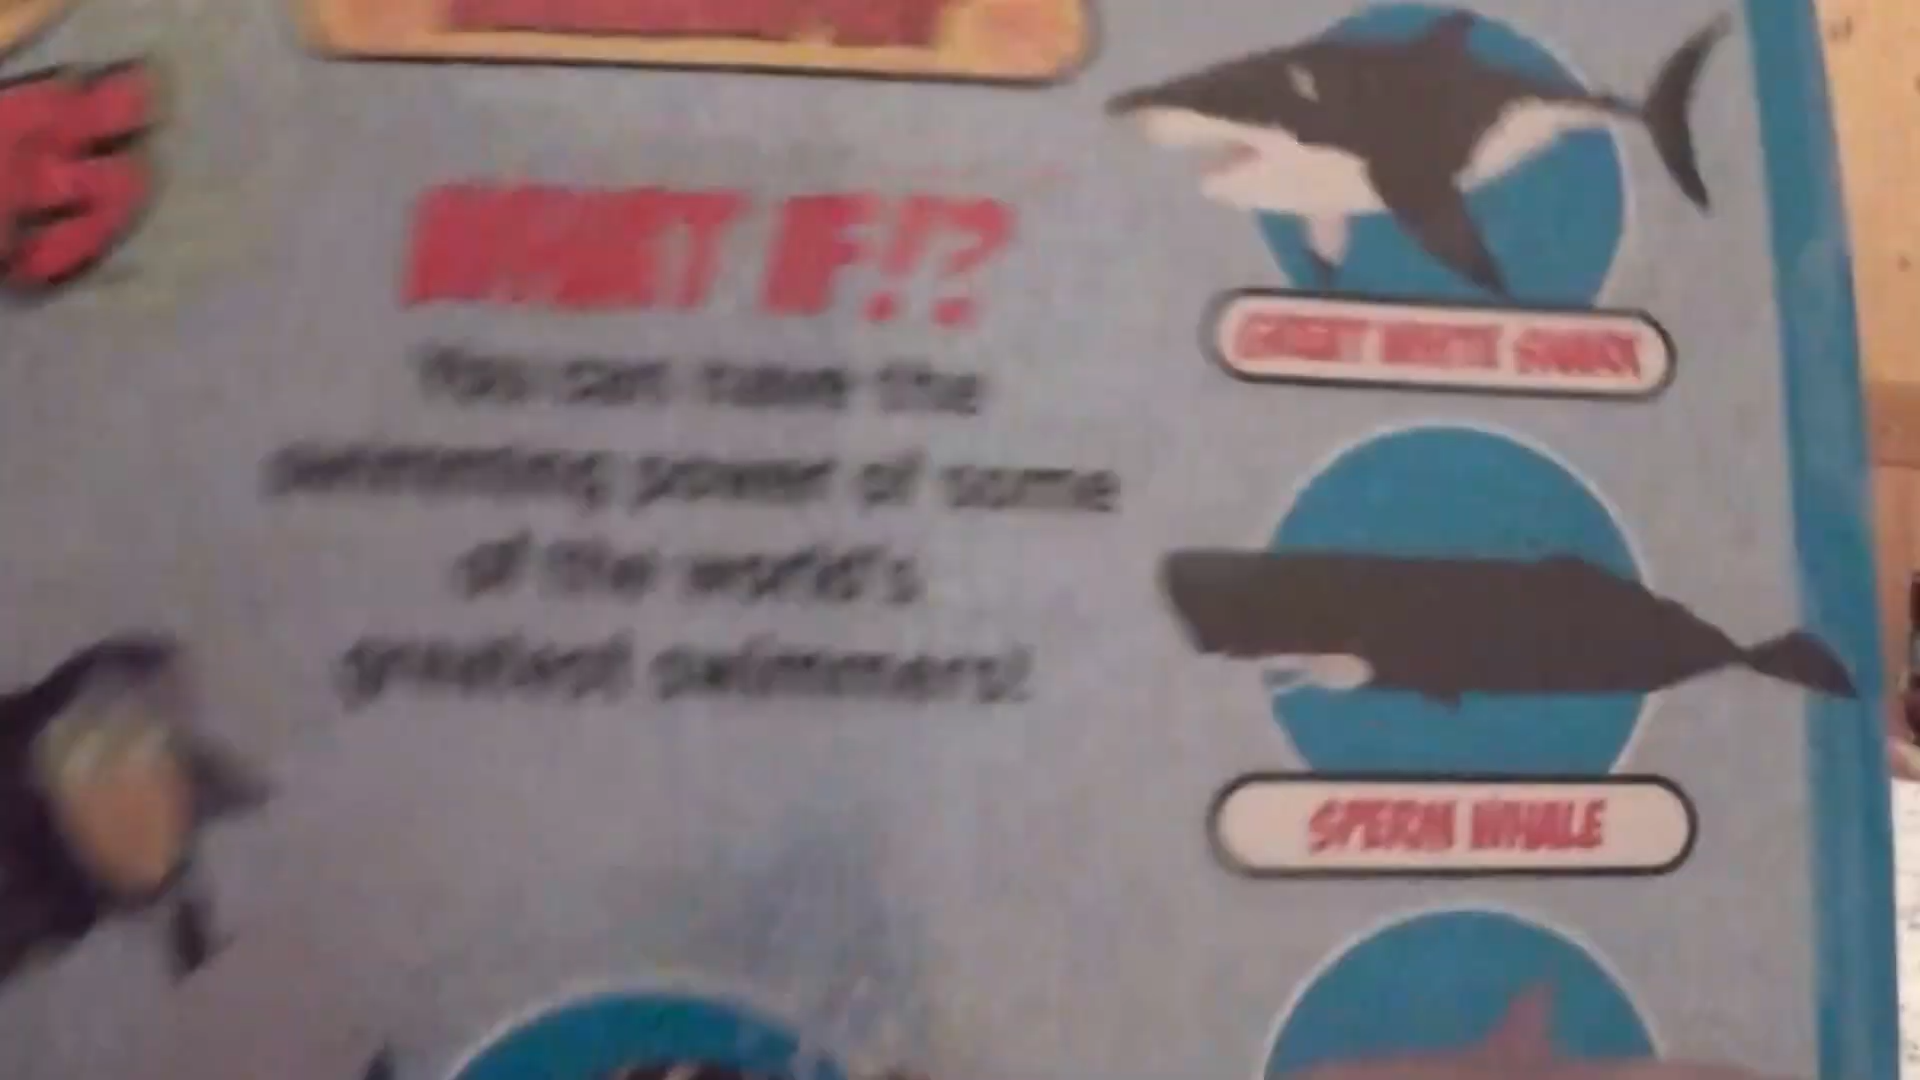 S
WHAT IF!?
You can have the
swimming power of some
of the world's
greatest swimmers!
GREAT WHITE SHARK
SPERM WHALE